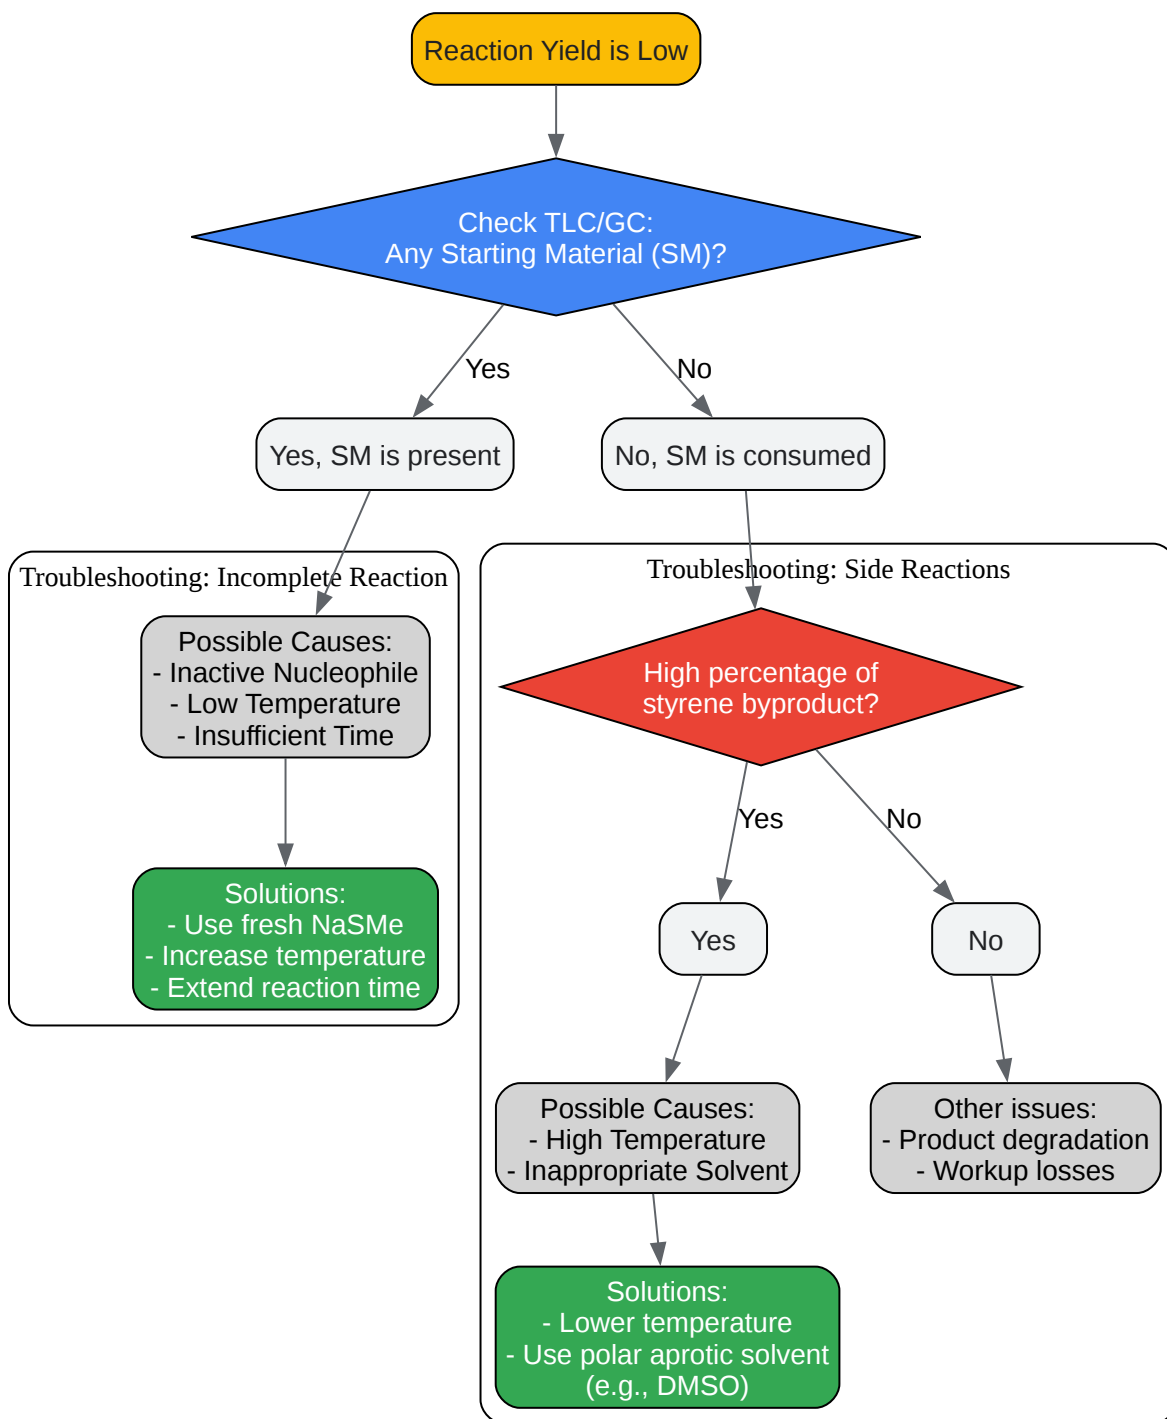 Reaction Yield is Low
Check TLC/GC:
Any Starting Material (SM)?
Yes
No
Yes, SM is present
No, SM is consumed
Troubleshooting: Incomplete Reaction
Possible Causes:
- Inactive Nucleophile
- Low Temperature
- Insufficient Time
Solutions:
- Use fresh NaSMe
- Increase temperature
- Extend reaction time
Troubleshooting: Side Reactions
High percentage of
styrene byproduct?
Yes
No
Yes
No
Possible Causes:
- High Temperature
- Inappropriate Solvent
Other issues:
- Product degradation
- Workup losses
Solutions:
- Lower temperature
- Use polar aprotic solvent
(e.g., DMSO)